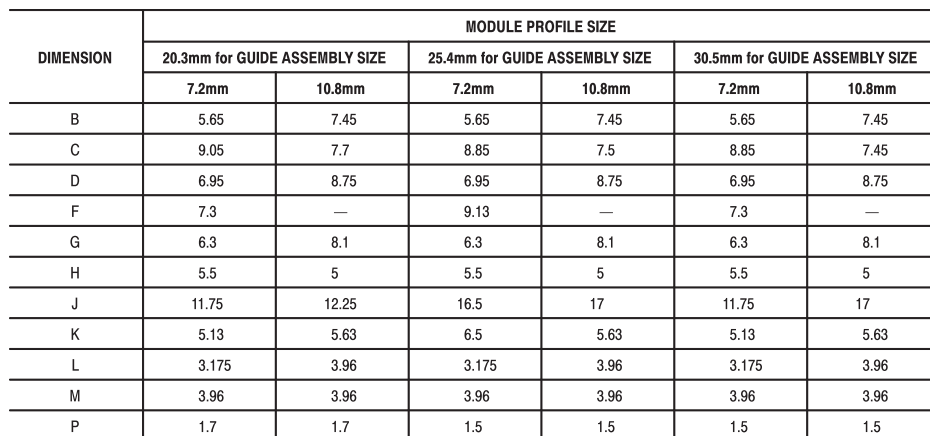 MODULE PROFILE SIZE
DIMENSION 20.3mm for GUIDE ASSEMBLY SIZE 25.4mm for GUIDE ASSEMBLY SIZE 30.5mm for GUIDE ASSEMBLY SIZE
7.2mm 10.8mm 7.2mm 10.8mm 7.2mm 10.8mm
B 5.65 7.45 5.65 7.45 5.65 7.45
C 9.05 7.7 8.85 7.5 8.85 7.45
D 6.95 8.75 6.95 8.75 6.95 8.75
F 7.3 — 9.13 — 7.3 —
G 6.3 8.1 6.3 8.1 6.3 8.1
H 5.5 5 5.5 5 5.5 5
J 11.75 12.25 16.5 17 11.75 17
K 5.13 5.63 6.5 5.63 5.13 5.63
L 3.175 3.96 3.175 3.96 3.175 3.96
M 3.96 3.96 3.96 3.96 3.96 3.96
P 1.7 1.7 1.5 1.5 1.5 1.5